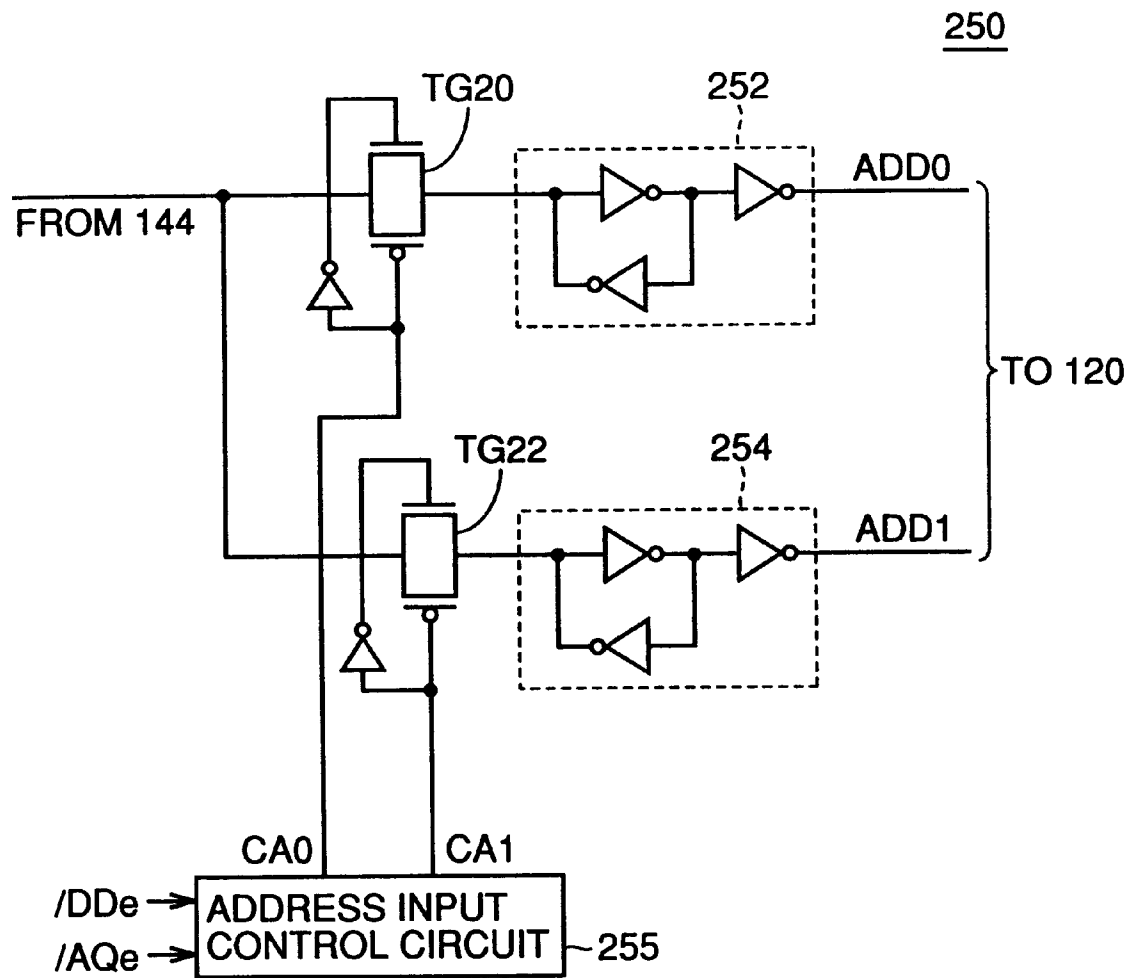 250
TG20
252
ADD0
FROM 144
TO 120
TG22
254
ADD1
CA0
CA1
/DDe
/AQe
ADDRESS INPUT
CONTROL CIRCUIT
255